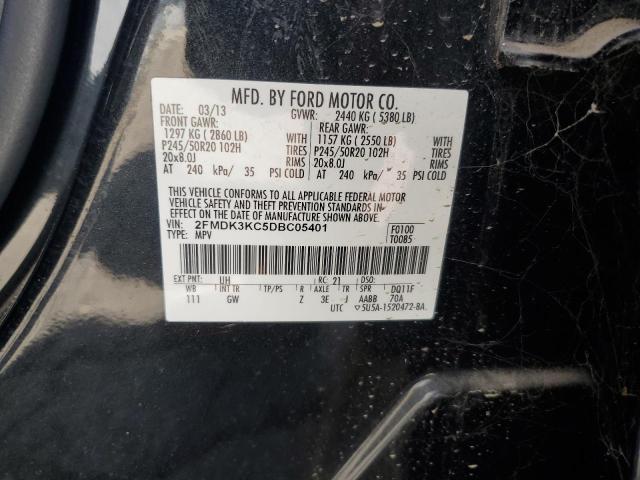 MFD. BY FORD MOTOR CO.
DATE: 03/13 GVWR: 2440 KG ( 5380 LB)
FRONT GAWR: REAR GAWR:
1297 KG ( 2860 LB) WITH 1157 KG ( 2550 LB) WITH
P245/50R20 102H TIRES P245/50R20 102H TIRES
20x8.0J RIMS 20x8.0J RIMS
AT 240 kPa/ 35 PSI COLD AT 240 kPa/ 35 PSI COLD
THIS VEHICLE CONFORMS TO ALL APPLICABLE FEDERAL MOTOR
VEHICLE SAFETY AND THEFT PREVENTION STANDARDS IN
EFFECT ON THE DATE OF MANUFACTURE SHOWN ABOVE.
VIN: 2FMDK3KC5DBC05401 F0100
TYPE: MPV T0085
EXT PNT: UH RC: 21 DSO:
WB INT TR TP/PS R AXLE TR SPR DQ11F
111 GW Z 3E J AABB 70A
UTC 5U5A-1520472-BA